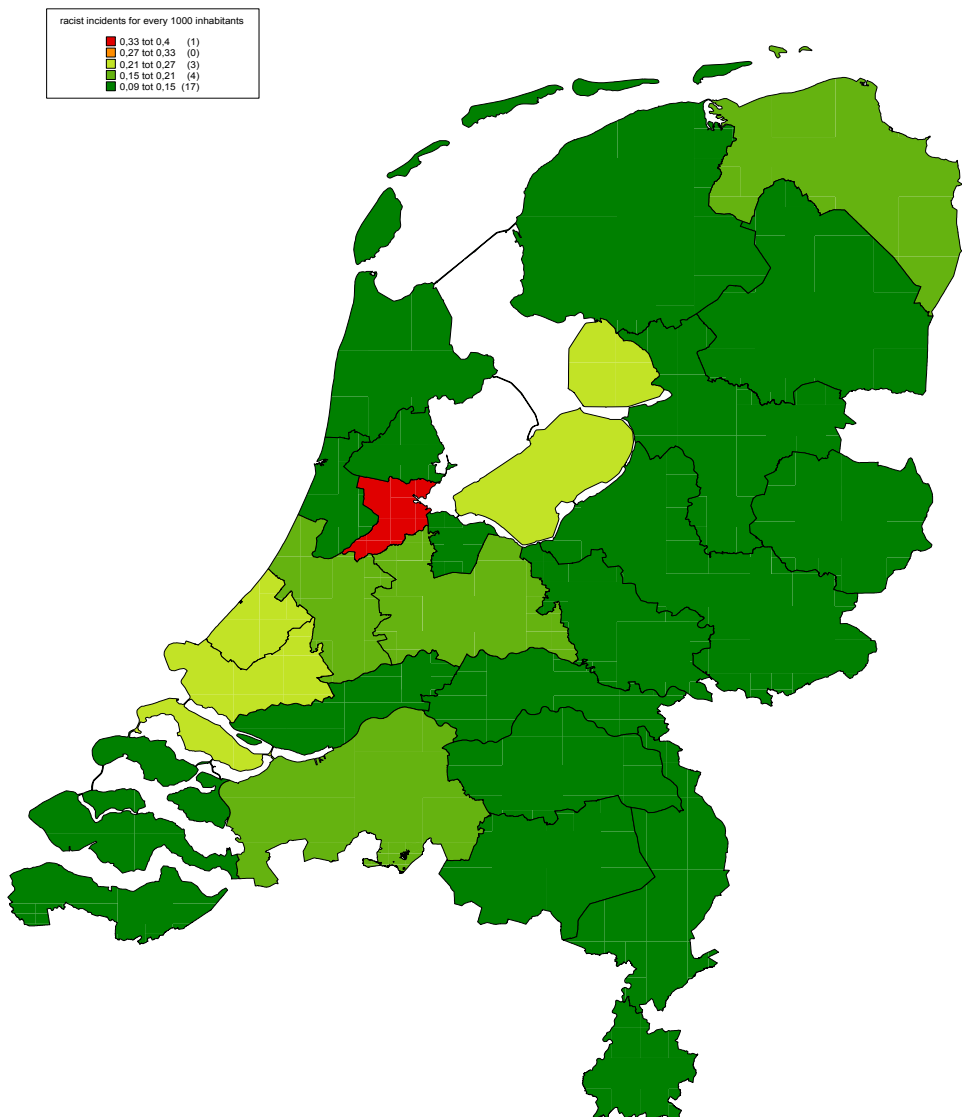 racist incidents for every 1000 inhabitants
0,33 tot 0,4 (1)
0,27 tot 0,33 (0)
0,21 tot 0,27 (3)
0,15 tot 0,21 (4)
0,09 tot 0,15 (17)